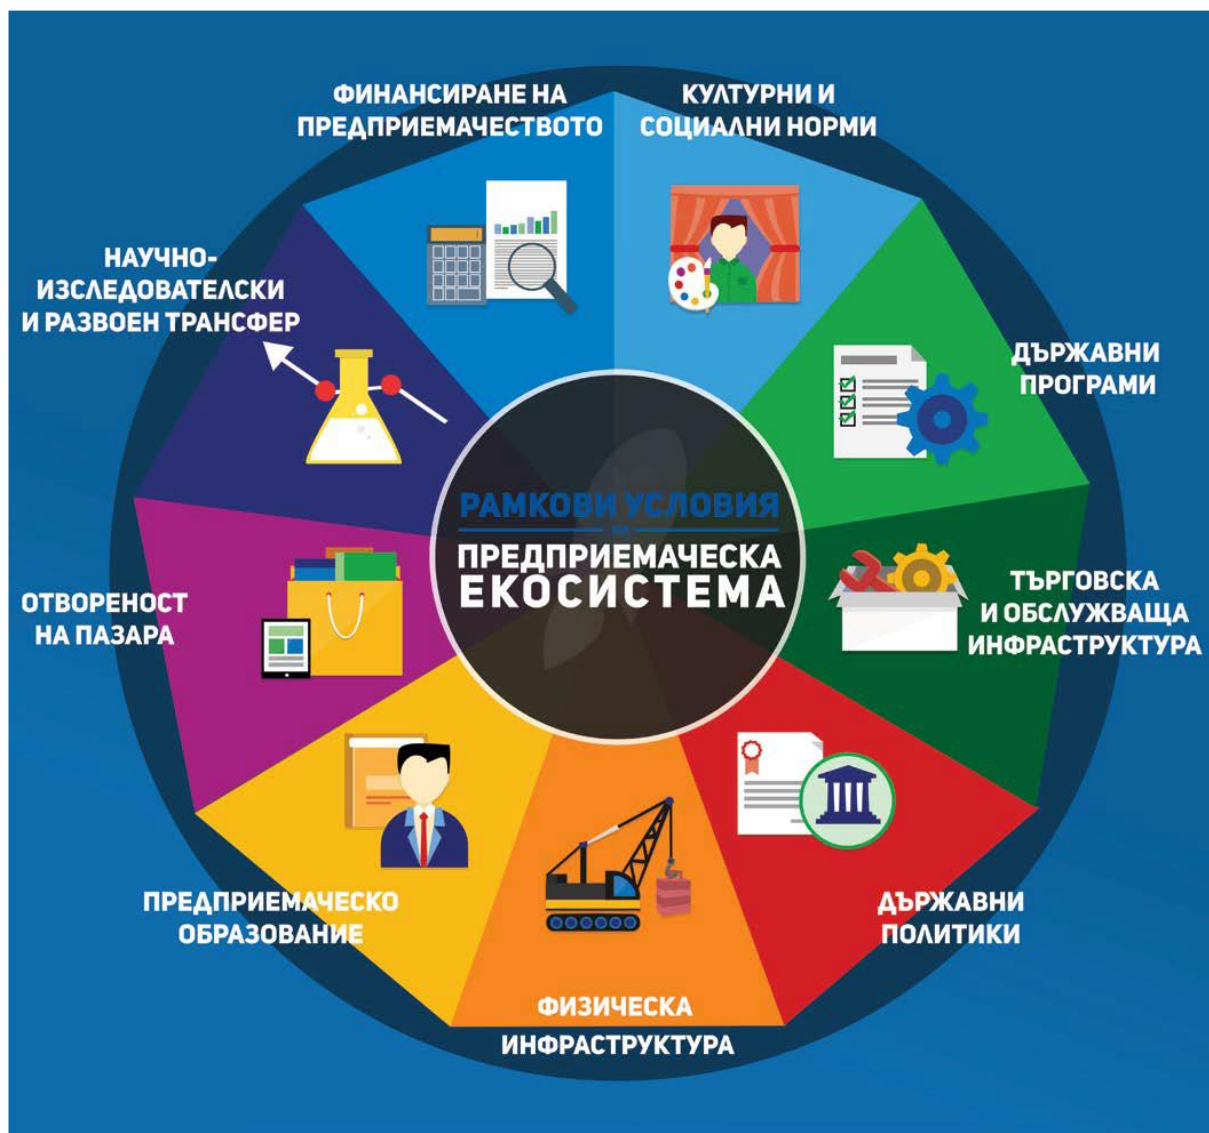 ФИНАНСИРАНЕ НА
ПРЕДПРИЕМАЧЕСТВОТО
КУЛТУРНИ И
СОЦИАЛНИ НОРМИ
ДЪРЖАВНИ
ПРОГРАМИ
ТЪРГОВСКА
И ОБСЛУЖВАЩА
ИНФРАСТРУКТУРА
ДЪРЖАВНИ
ПОЛИТИКИ
ФИЗИЧЕСКА
ИНФРАСТРУКТУРА
ПРЕДПРИЕМАЧЕСКО
ОБРАЗОВАНИЕ
ОТВОРЕНОСТ
НА ПАЗАРА
НАУЧНО-
ИЗСЛЕДОВАТЕЛСКИ
И РАЗВОЕН ТРАНСФЕР
РАМКОВИ УСЛОВИЯ
ПРЕДПРИЕМАЧЕСКА
ЕКОСИСТЕМА